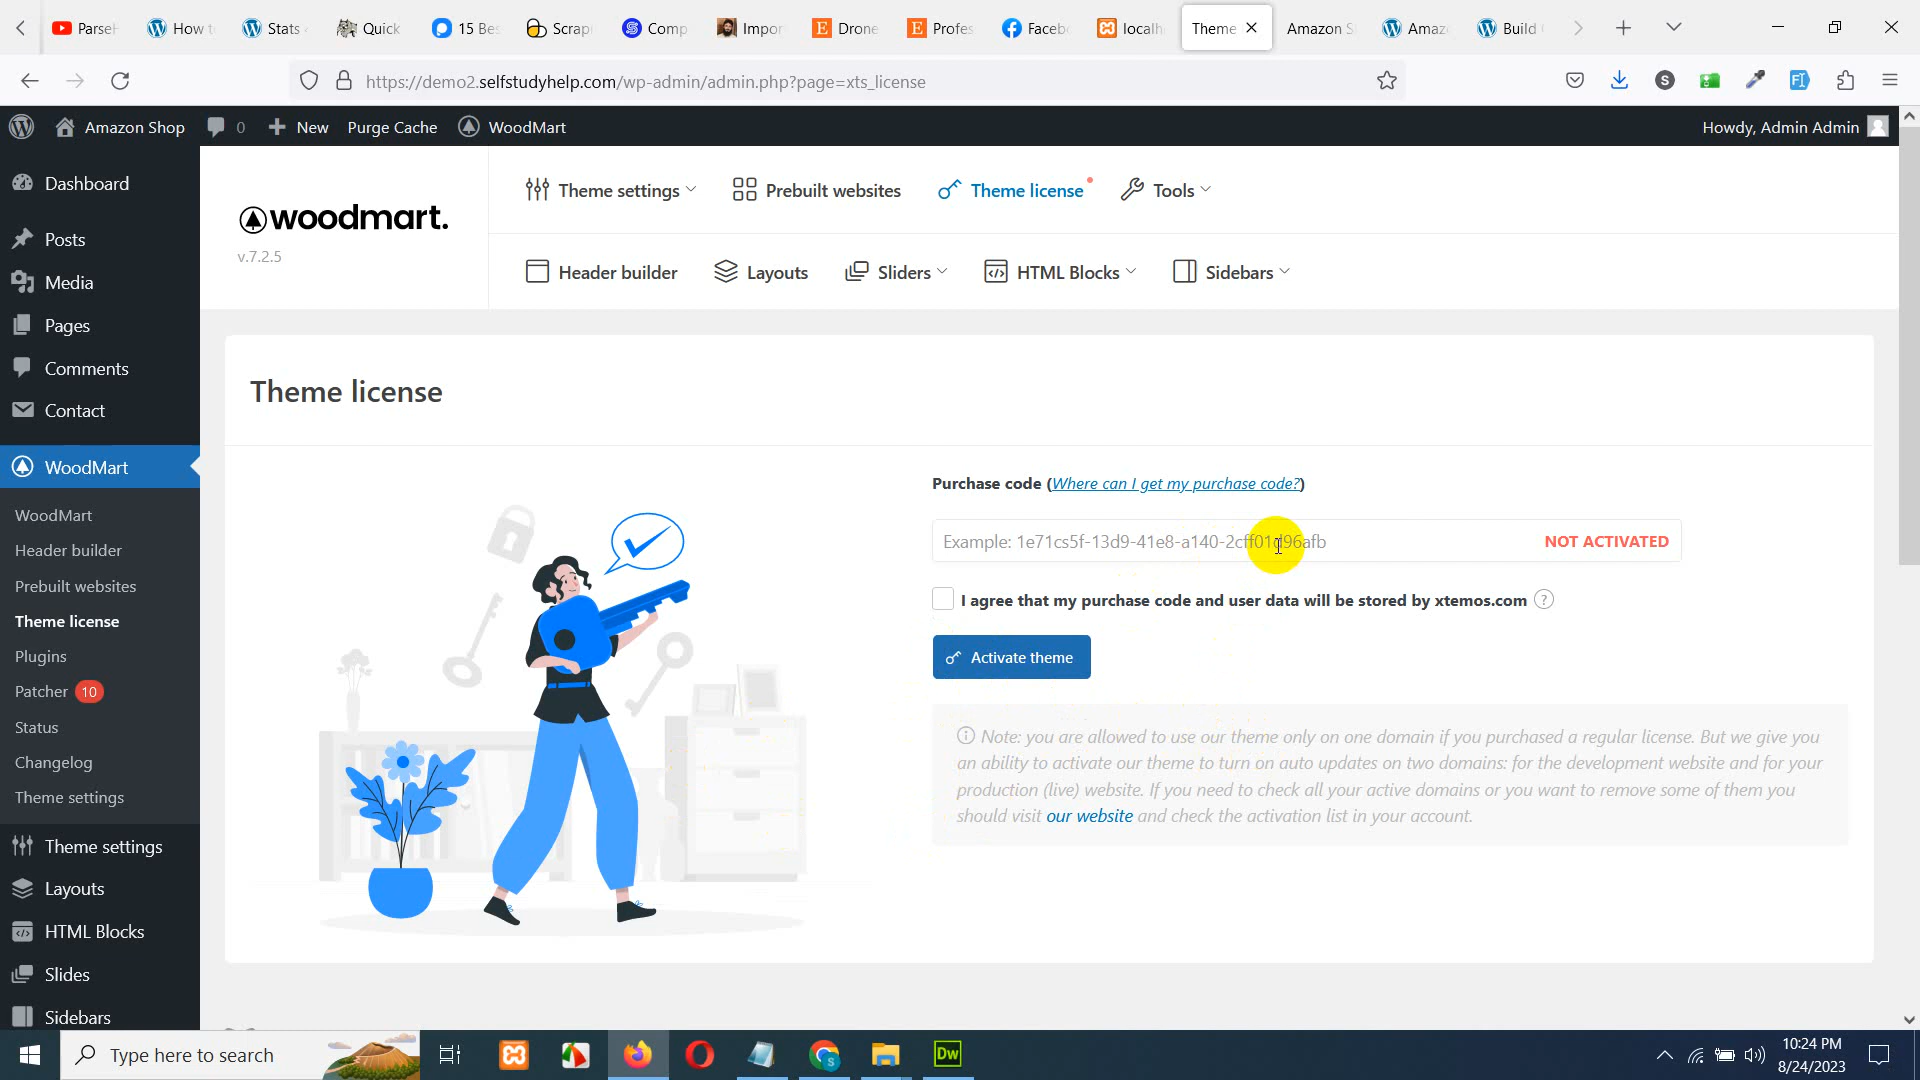 ParseH
How t
Stats
Quick
15 Bes
Scrap
Comp
Impor
Drone
Profes
Facebo
localh
Theme
Amazon S
Amaz
Build
https://demo2.selfstudyhelp.com/wp-admin/admin.php?page=xts_license
Amazon Shop
0
New
Purge Cache
WoodMart
Howdy, Admin Admin
Dashboard
Posts
Media
Pages
Comments
Contact
WoodMart
WoodMart
Header builder
Prebuilt websites
Theme license
Plugins
Patcher 10
Status
Changelog
Theme settings
Theme settings
Layouts
HTML Blocks
Slides
Sidebars
woodmart.
v.7.2.5
Theme settings
Prebuilt websites
Theme license
Tools
Header builder
Layouts
Sliders
HTML Blocks
Sidebars
Theme license
Purchase code (Where can I get my purchase code?)
Example: 1e71cs5f-13d9-41e8-a140-2cff01d96afb
NOT ACTIVATED
I agree that my purchase code and user data will be stored by xtemos.com ?
Activate theme
Note: you are allowed to use our theme only on one domain if you purchased a regular license. But we give you
an ability to activate our theme to turn on auto updates on two domains: for the development website and for your
production (live) website. If you need to check all your active domains or you want to remove some of them you
should visit our website and check the activation list in your account.
Type here to search
Dw
10:24 PM
8/24/2023